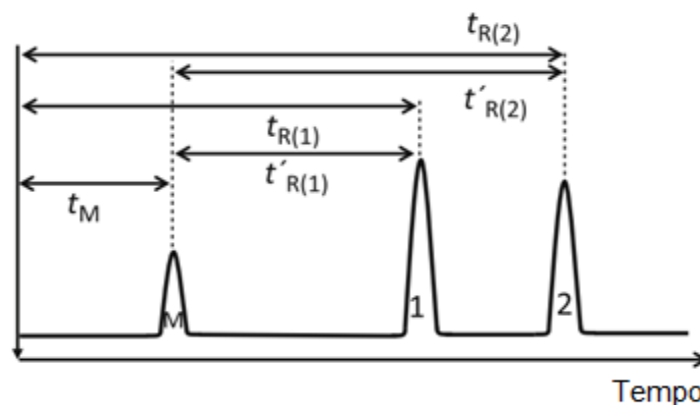 t_R(2)
t´_R(2)
t_R(1)
t´_R(1)
t_M
M
1
2
Tempo